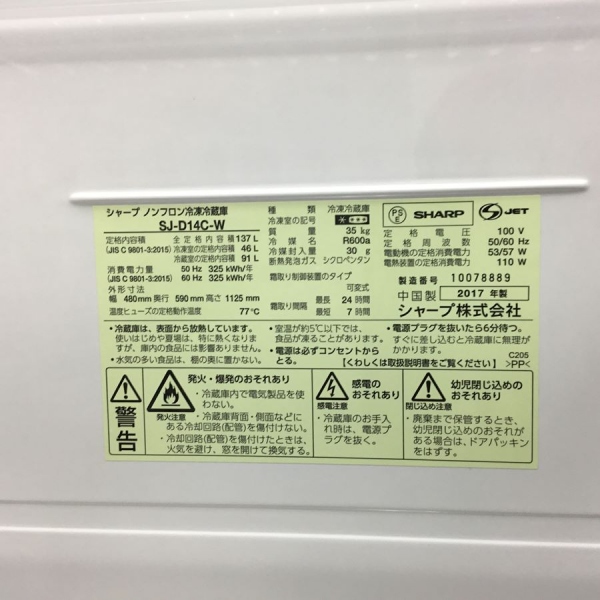 シャープ ノンフロン冷凍冷蔵庫
SJ-D14C-W
定格内容積 全定格内容積 137 L
(JIS C 9801-3:2015) 冷凍室の定格内容積 46 L
冷蔵室の定格内容積 91 L
消費電力量 50 Hz 325 kWh/年
(JIS C 9801-3:2015) 60 Hz 325 kWh/年
外形寸法
幅 480mm 奥行 590 mm 高さ 1125 mm
温度ヒューズの定格動作温度 77℃
種類 冷凍冷蔵庫
冷凍室の記号
質量 35 kg
冷媒名 R600a
冷媒封入量 30 g
断熱発泡ガス シクロペンタン
霜取り制御装置のタイプ
可変式
霜取り間隔 最長 24 時間
最短 7 時間
PS
E
SHARP
S JET
定格電圧 100 V
定格周波数 50/60 Hz
電動機の定格消費電力 53/57 W
電熱装置の定格消費電力 110 W
製造番号 10078889
中国製 2017 年製
シャープ株式会社
・冷蔵庫は、表面から放熱しています。
使いはじめや夏場は、特に熱くなりま
すが、庫内の食品には影響ありません。
・水気の多い食品は、棚の奥に置かない。
・室温が約5℃以下では、
食品が凍ることがあります。
・電源は必ずコンセントから
とる。
・電源プラグを抜いたら6分待つ。
すぐに差し込むと冷蔵庫に無理が
かかります。
【くわしくは取扱説明書をご覧ください】
C205
>PP<
警告
発火・爆発のおそれあり
発火注意
・冷蔵庫内で電気製品を使
わない。
・冷蔵庫背面・側面などに
ある冷却回路(配管)を傷付けない。
・冷却回路(配管)を傷付けたときは、
火気を避け、窓を開けて換気する。
感電の
おそれあり
感電注意
・冷蔵庫のお手入
れ時は、電源プ
ラグを抜く。
幼児閉じ込めの
おそれあり
閉じ込め注意
・廃棄まで保管するときで、
幼児閉じ込めのおそれが
ある場合は、ドアパッキン
をはずす。